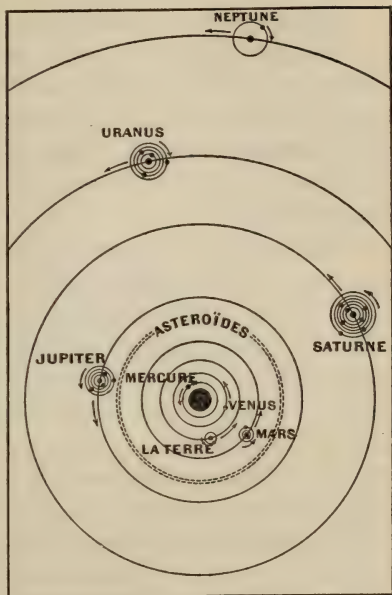 NEPTUNE
URANUS
ASTEROÏDES
SATURNE
JUPITER
MERCURE
VENUS
LA TERRE
MARS